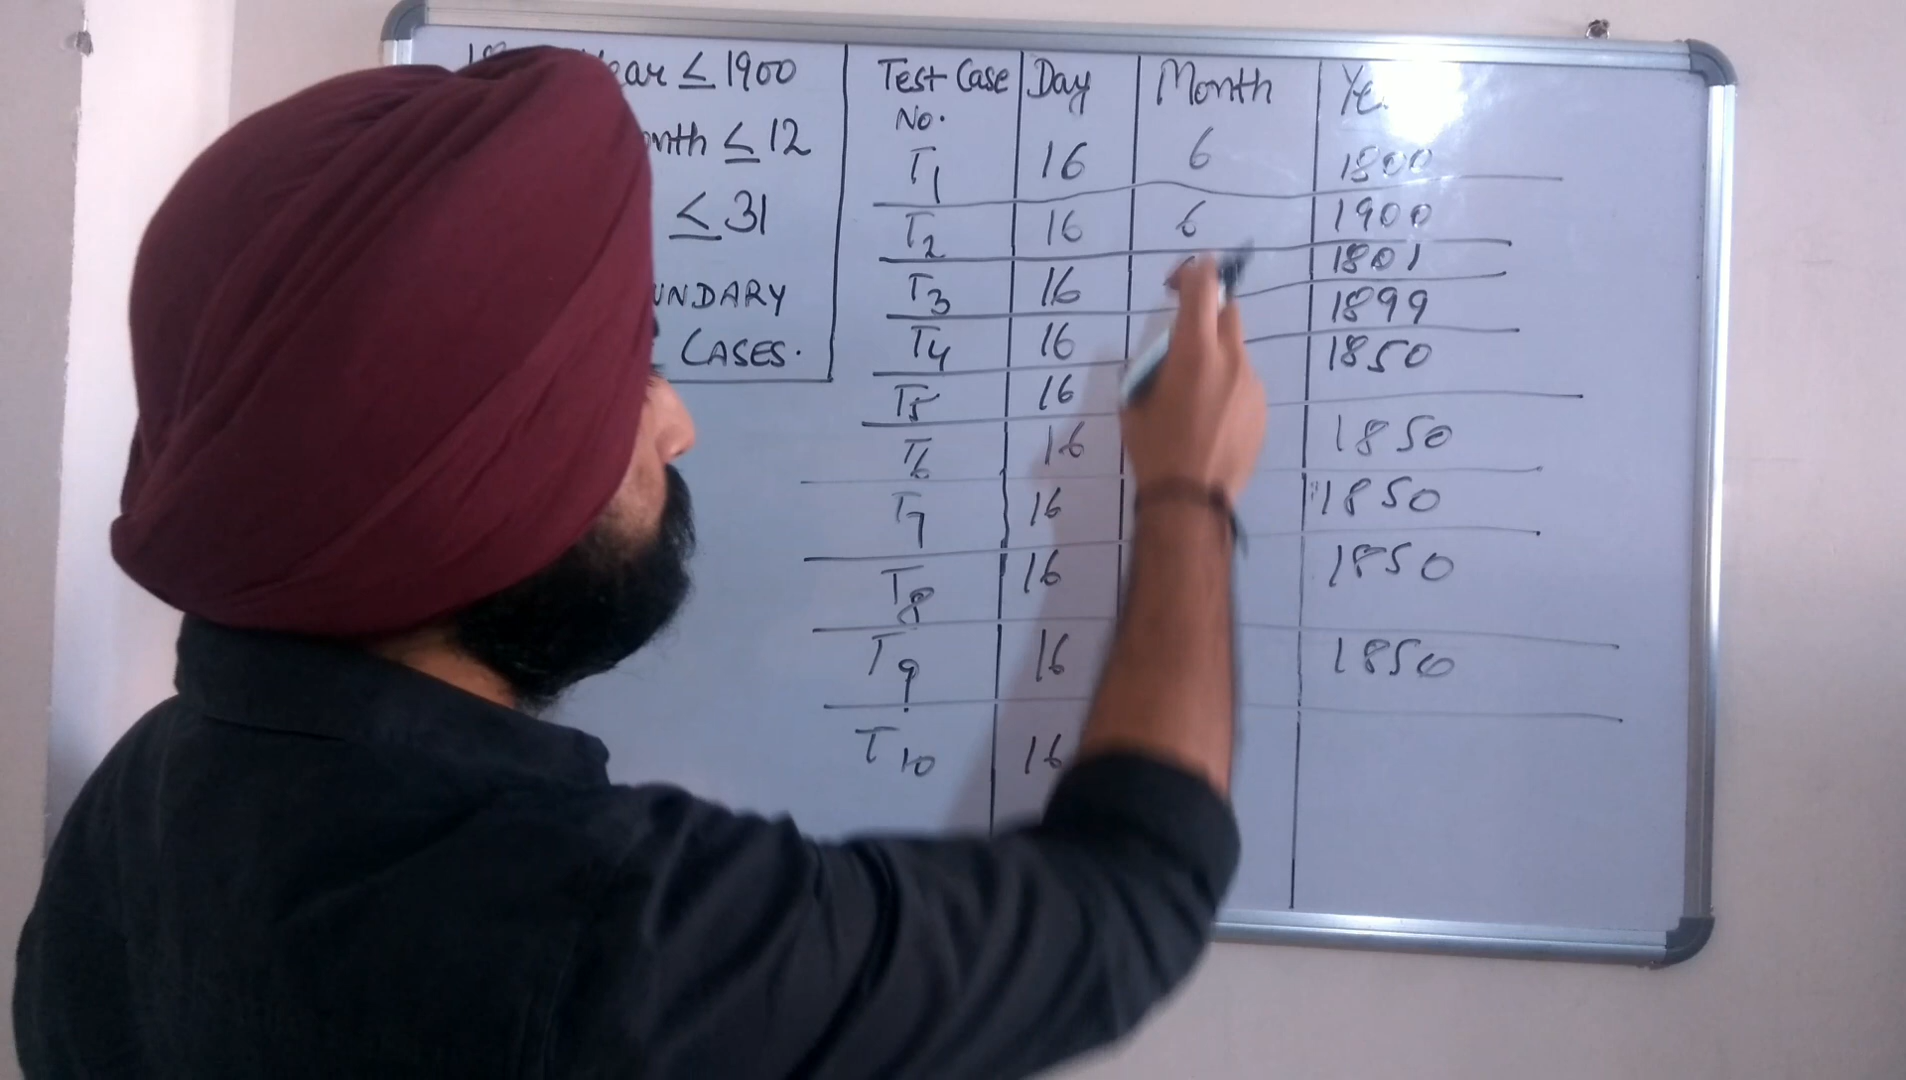 ear ≤ 1900
nth ≤ 12
≤ 31
UNDARY
CASES.
Test Case No. Day Month Ye
T1 16 6 1800
T2 16 6 1900
T3 16 1801
T4 16 1899
T5 16 1850
T6 16 1850
T7 16 1850
T8 16 1850
T9 16 1850
T10 16